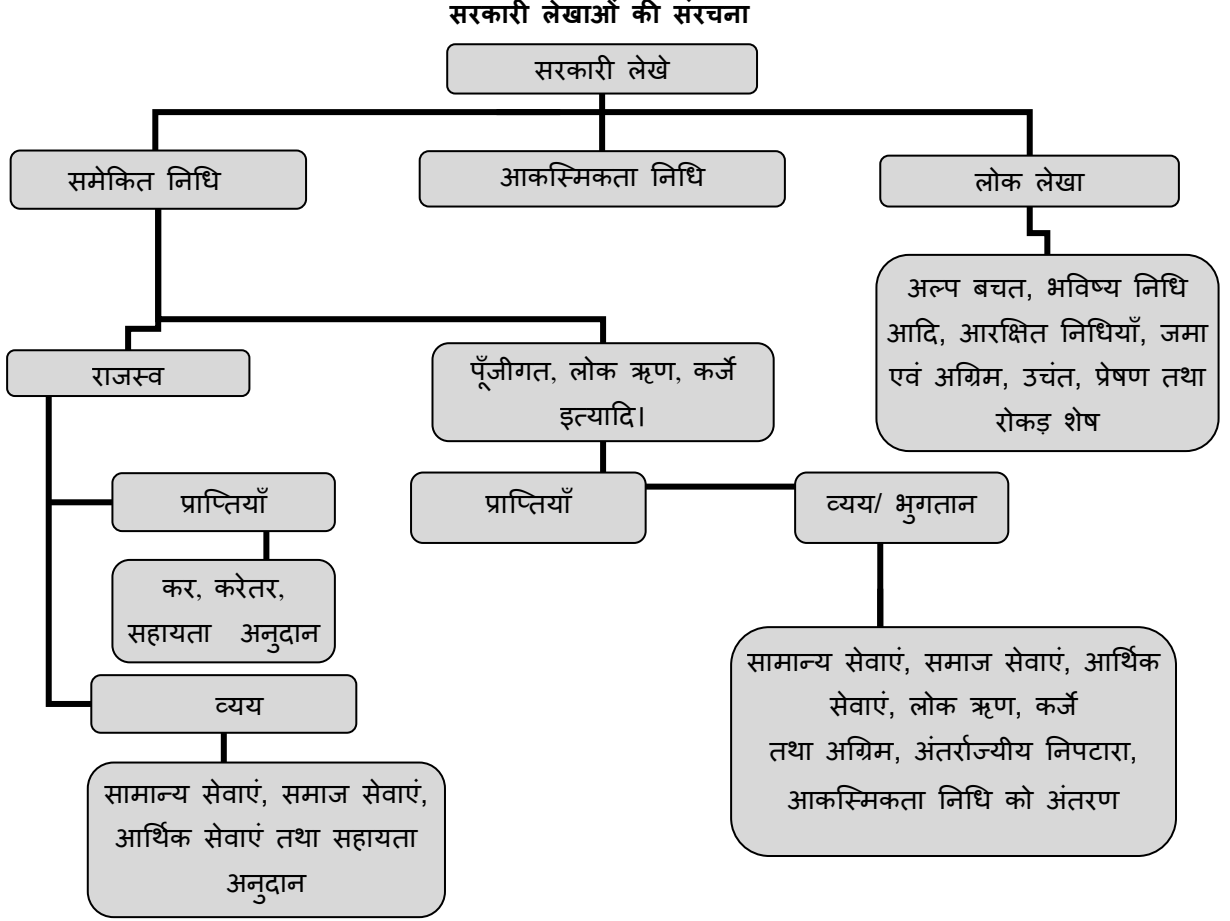 सरकारी लेखाओं की संरचना
सरकारी लेखे
समेकित निधि
आकस्मिकता निधि
लोक लेखा
अल्प बचत, भविष्य निधि
आदि, आरक्षित निधियाँ, जमा
एवं अग्रिम, उचंत, प्रेषण तथा
रोकड़ शेष
राजस्व
पूँजीगत, लोक ऋण, कर्जे
इत्यादि।
प्राप्तियाँ
प्राप्तियाँ
व्यय/ भुगतान
कर, करेतर,
सहायता अनुदान
व्यय
सामान्य सेवाएं, समाज सेवाएं,
आर्थिक सेवाएं तथा सहायता
अनुदान
सामान्य सेवाएं, समाज सेवाएं, आर्थिक
सेवाएं, लोक ऋण, कर्जे
तथा अग्रिम, अंतर्राज्यीय निपटारा,
आकस्मिकता निधि को अंतरण